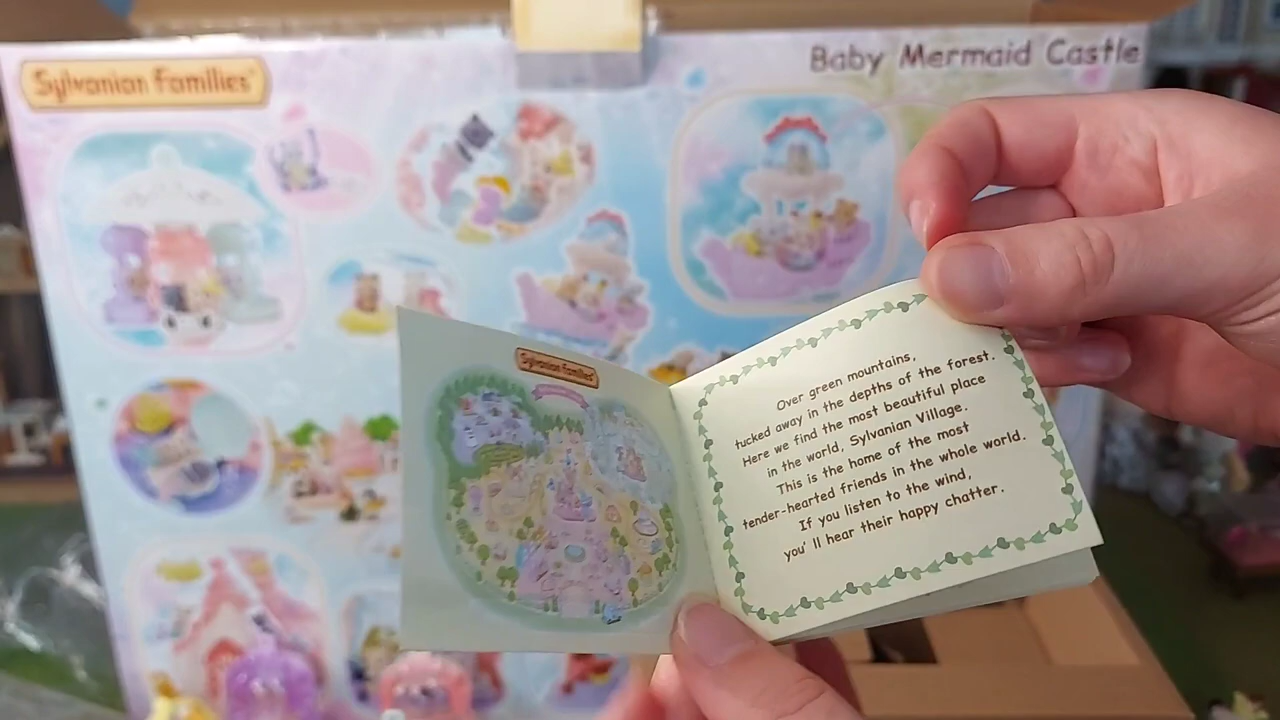 Sylvanian Families
Baby Mermaid Castle
Sylvanian Families
Over green mountains,
tucked away in the depths of the forest.
Here we find the most beautiful place
in the world, Sylvanian Village.
This is the home of the most
tender-hearted friends in the whole world.
If you listen to the wind,
you' ll hear their happy chatter.